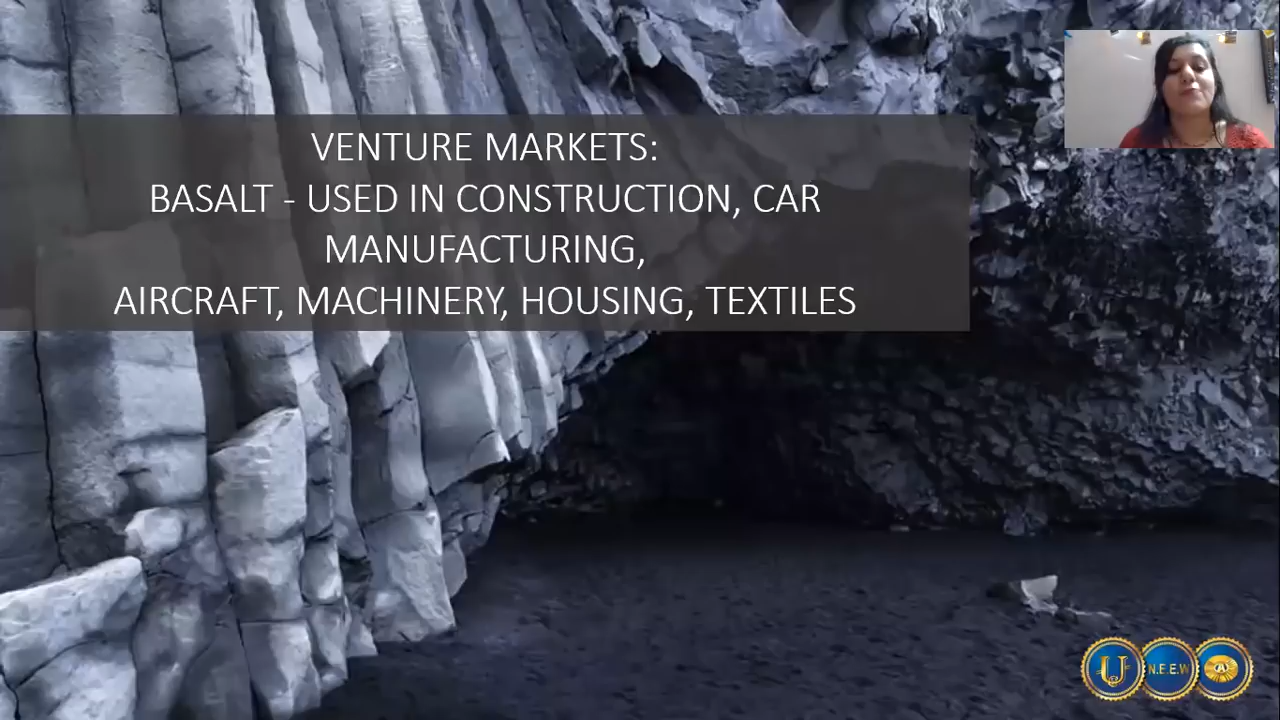 VENTURE MARKETS:
BASALT - USED IN CONSTRUCTION, CAR
MANUFACTURING,
AIRCRAFT, MACHINERY, HOUSING, TEXTILES
U
N.E.E.W
A